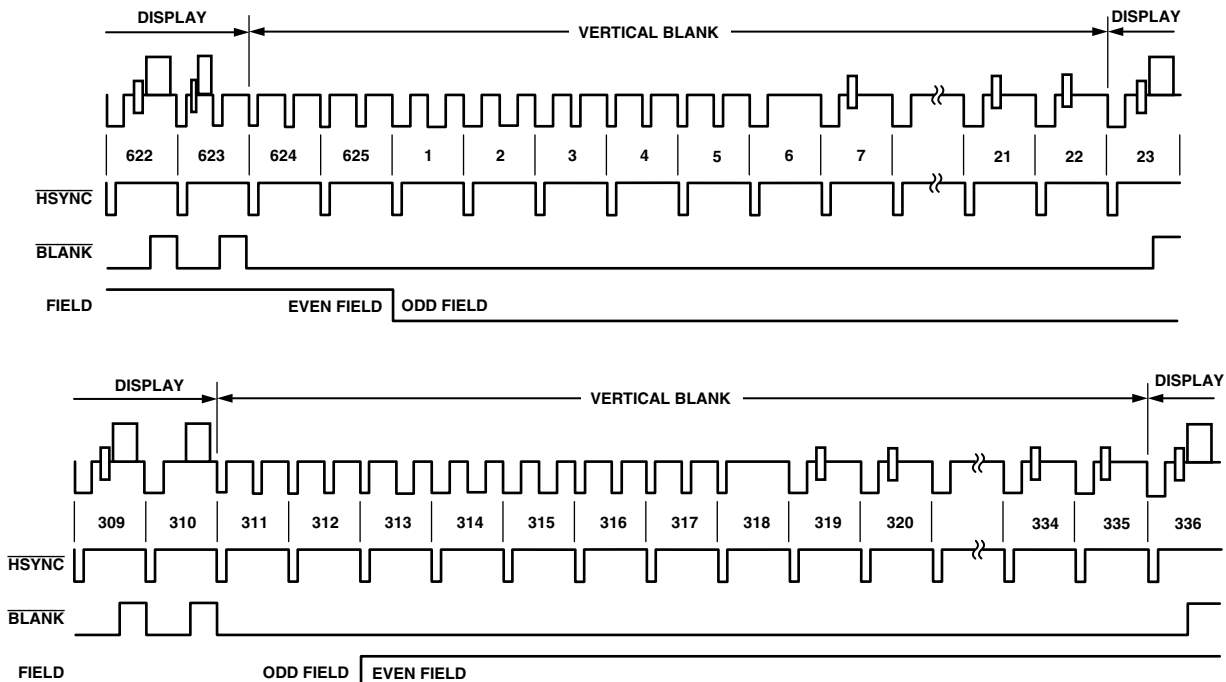 DISPLAY
VERTICAL BLANK
DISPLAY
622 623 624 625 1 2 3 4 5 6 7 21 22 23
HSYNC
BLANK
FIELD
EVEN FIELD ODD FIELD
DISPLAY
VERTICAL BLANK
DISPLAY
309 310 311 312 313 314 315 316 317 318 319 320 334 335 336
HSYNC
BLANK
FIELD
ODD FIELD EVEN FIELD